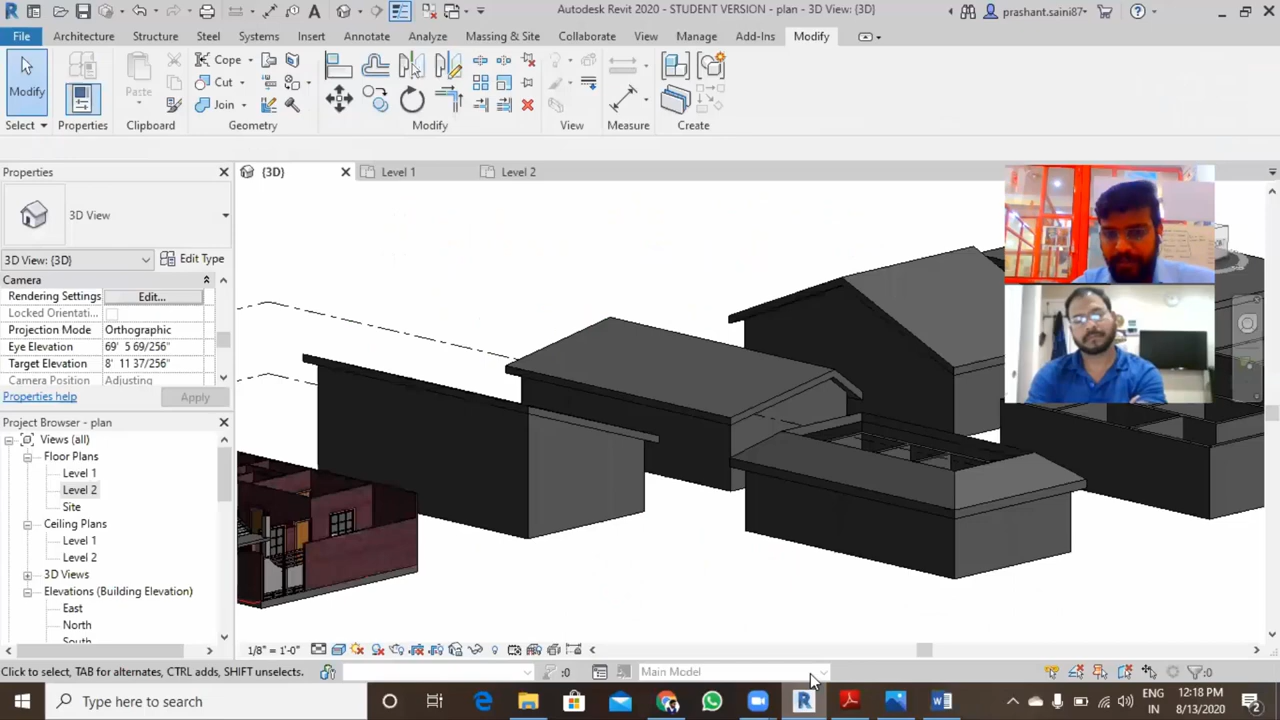 Autodesk Revit 2020 - STUDENT VERSION - plan - 3D View: {3D}
prashant.saini87
File
Architecture
Structure
Steel
Systems
Insert
Annotate
Analyze
Massing & Site
Collaborate
View
Manage
Add-Ins
Modify
Modify
Paste
Cope
Cut
Join
Select
Properties
Clipboard
Geometry
Modify
View
Measure
Create
Properties
{3D}
Level 1
Level 2
3D View
3D View: {3D}
Edit Type
Camera
Rendering Settings
Edit...
Locked Orientati...
Projection Mode
Orthographic
Eye Elevation
69' 5 69/256"
Target Elevation
8' 11 37/256"
Camera Position
Adjusting
Properties help
Apply
Project Browser - plan
Views (all)
Floor Plans
Level 1
Level 2
Site
Ceiling Plans
Level 1
Level 2
3D Views
Elevations (Building Elevation)
East
North
South
1/8" = 1'-0"
Click to select, TAB for alternates, CTRL adds, SHIFT unselects.
:0
Main Model
:0
Type here to search
ENG
IN
12:18 PM
8/13/2020
2